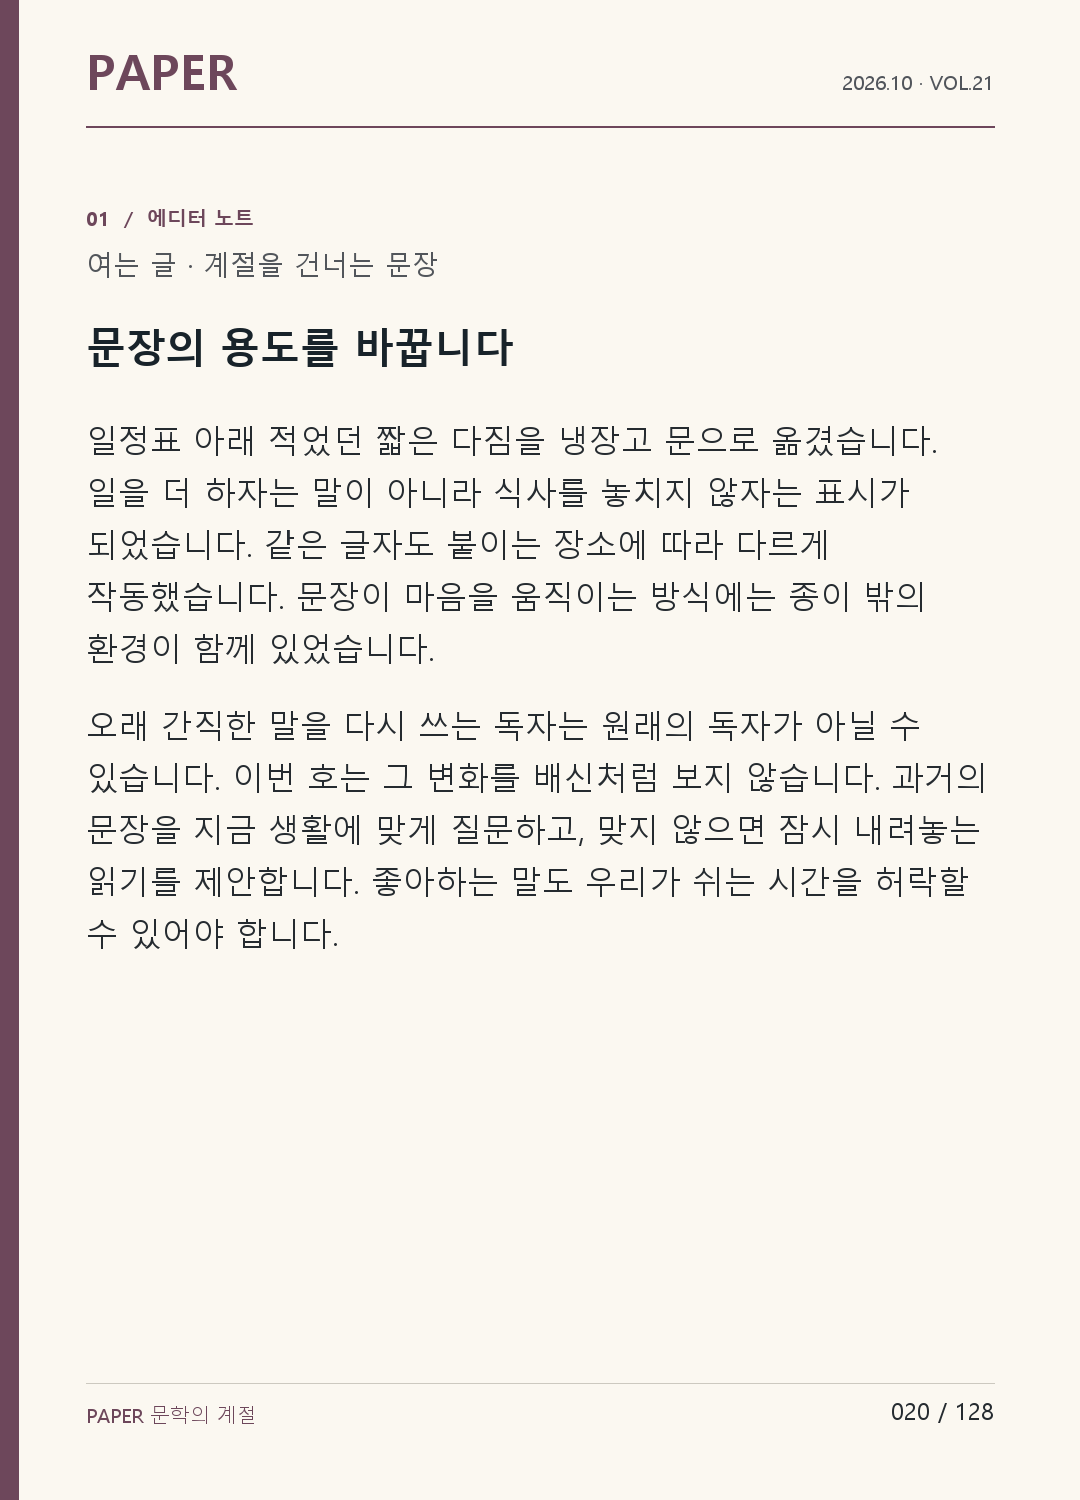 PAPER
2026.10 · VOL.21
01 / 에디터 노트
여는 글 · 계절을 건너는 문장
문장의 용도를 바꿉니다
일정표 아래 적었던 짧은 다짐을 냉장고 문으로 옮겼습니다.
일을 더 하자는 말이 아니라 식사를 놓치지 않자는 표시가
되었습니다. 같은 글자도 붙이는 장소에 따라 다르게
작동했습니다. 문장이 마음을 움직이는 방식에는 종이 밖의
환경이 함께 있었습니다.
오래 간직한 말을 다시 쓰는 독자는 원래의 독자가 아닐 수
있습니다. 이번 호는 그 변화를 배신처럼 보지 않습니다. 과거의
문장을 지금 생활에 맞게 질문하고, 맞지 않으면 잠시 내려놓는
읽기를 제안합니다. 좋아하는 말도 우리가 쉬는 시간을 허락할
수 있어야 합니다.
PAPER 문학의 계절
020 / 128